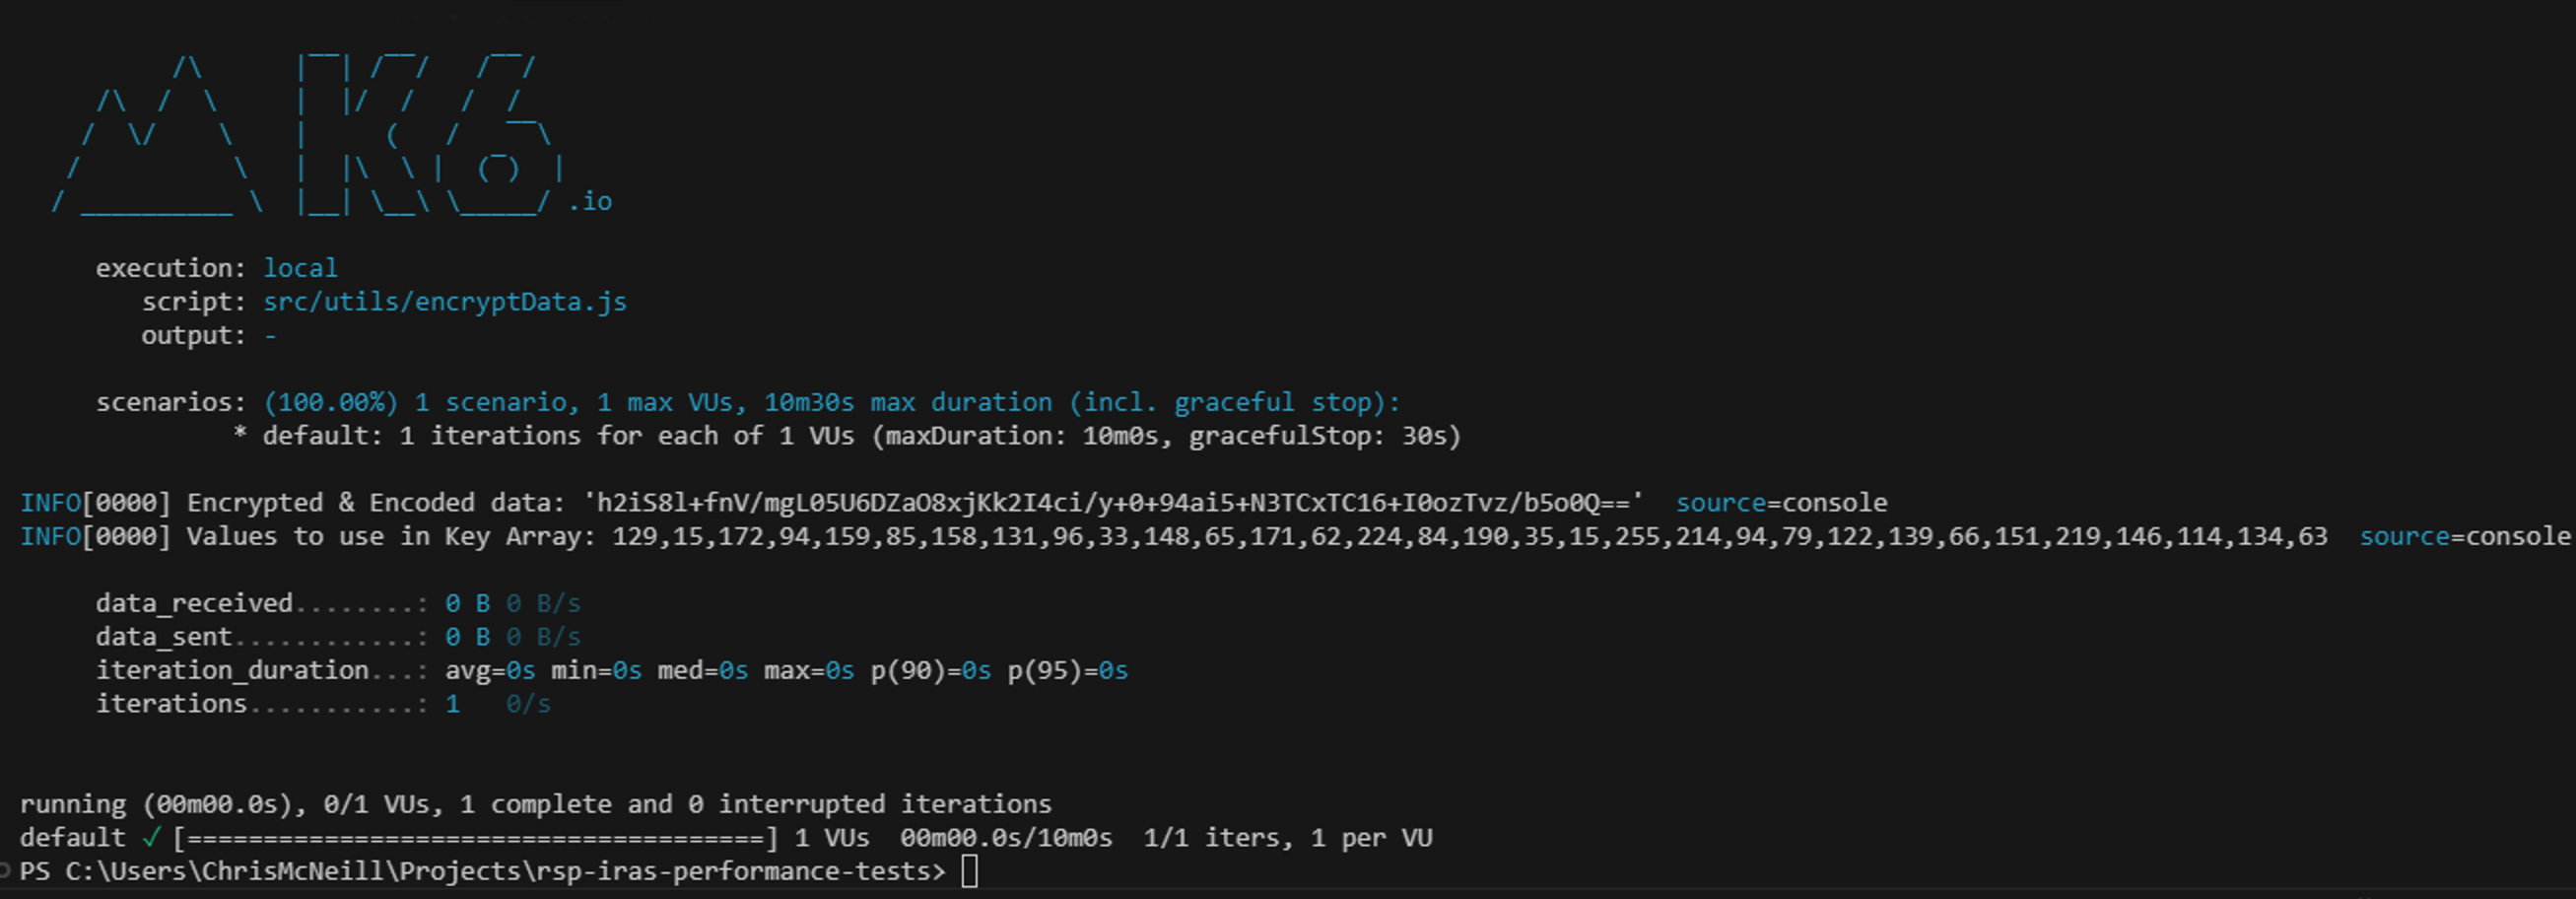 /\      |‾‾| /‾‾/   /‾‾/
/\  /  \     |  |/  /   /  /
/  \/    \    |     (   /   ‾‾\
/          \   |  |\  \ |  (‾)  |
/ __________ \  |__| \__\ \_____/ .io
execution: local
script: src/utils/encryptData.js
output: -
scenarios: (100.00%) 1 scenario, 1 max VUs, 10m30s max duration (incl. graceful stop):
* default: 1 iterations for each of 1 VUs (maxDuration: 10m0s, gracefulStop: 30s)
INFO[0000] Encrypted & Encoded data: 'h2iS8l+fnV/mgL05U6DZaO8xjKk2I4ci/y+0+94ai5+N3TCxTC16+I0ozTvz/b5o0Q=='  source=console
INFO[0000] Values to use in Key Array: 129,15,172,94,159,85,158,131,96,33,148,65,171,62,224,84,190,35,15,255,214,94,79,122,139,66,151,219,146,114,134,63  source=console
data_received........: 0 B 0 B/s
data_sent............: 0 B 0 B/s
iteration_duration...: avg=0s min=0s med=0s max=0s p(90)=0s p(95)=0s
iterations...........: 1   0/s
running (00m00.0s), 0/1 VUs, 1 complete and 0 interrupted iterations
default ✓ [======================================] 1 VUs  00m00.0s/10m0s  1/1 iters, 1 per VU
PS C:\Users\ChrisMcNeill\Projects\rsp-iras-performance-tests>